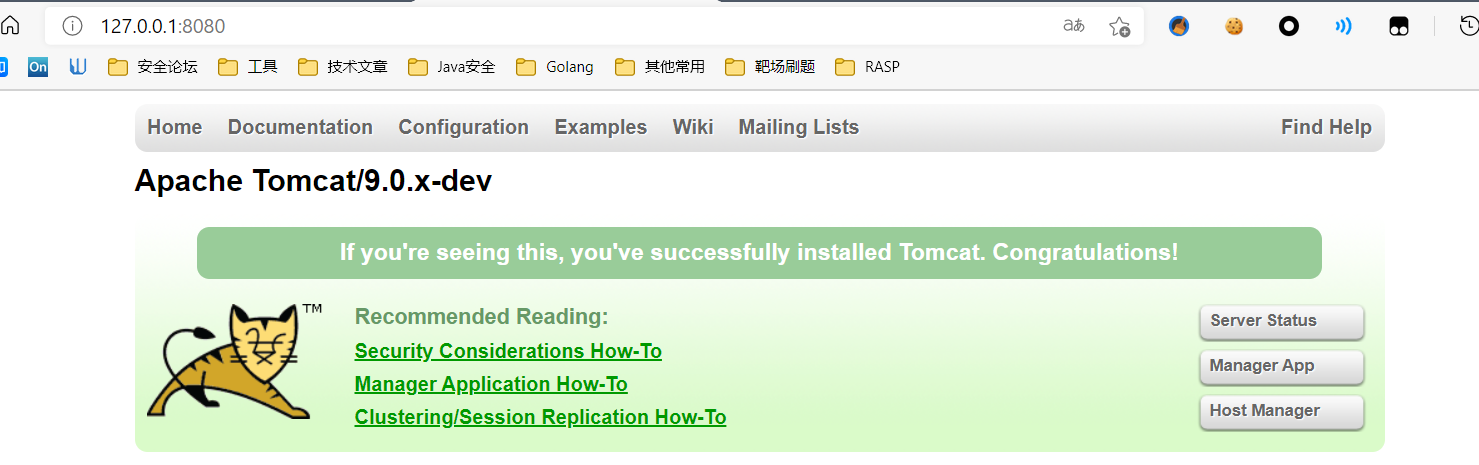 127.0.0.1:8080 aあ
On 安全论坛 工具 技术文章 Java安全 Golang 其他常用 靶场刷题 RASP
Home Documentation Configuration Examples Wiki Mailing Lists Find Help
Apache Tomcat/9.0.x-dev
If you're seeing this, you've successfully installed Tomcat. Congratulations!
TM
Recommended Reading:
Security Considerations How-To
Manager Application How-To
Clustering/Session Replication How-To
Server Status
Manager App
Host Manager